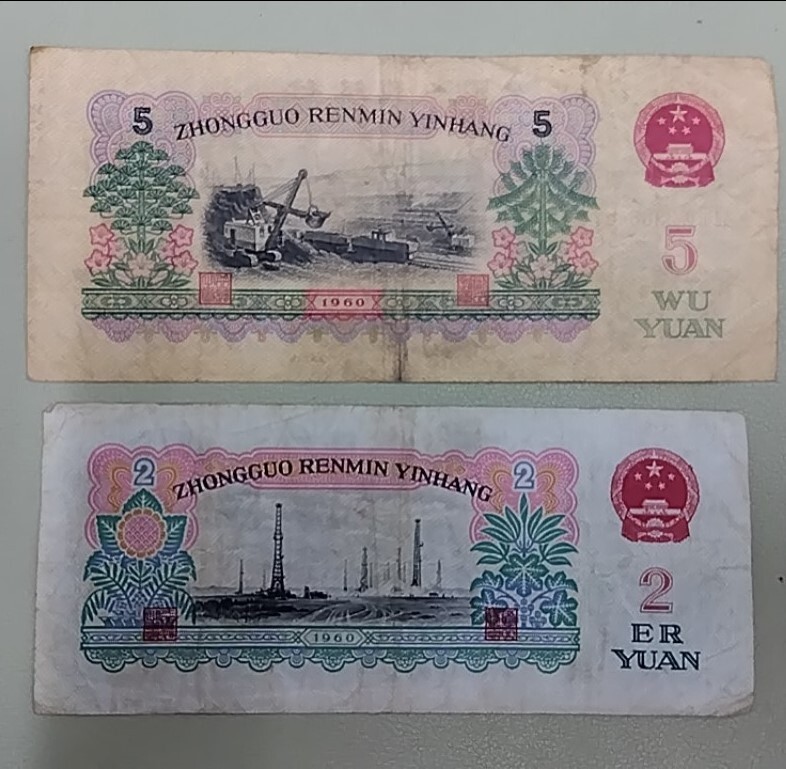 5 ZHONGGUO RENMIN YINHANG 5
5
WU
YUAN
1960
2 ZHONGGUO RENMIN YINHANG 2
2
ER
YUAN
1960